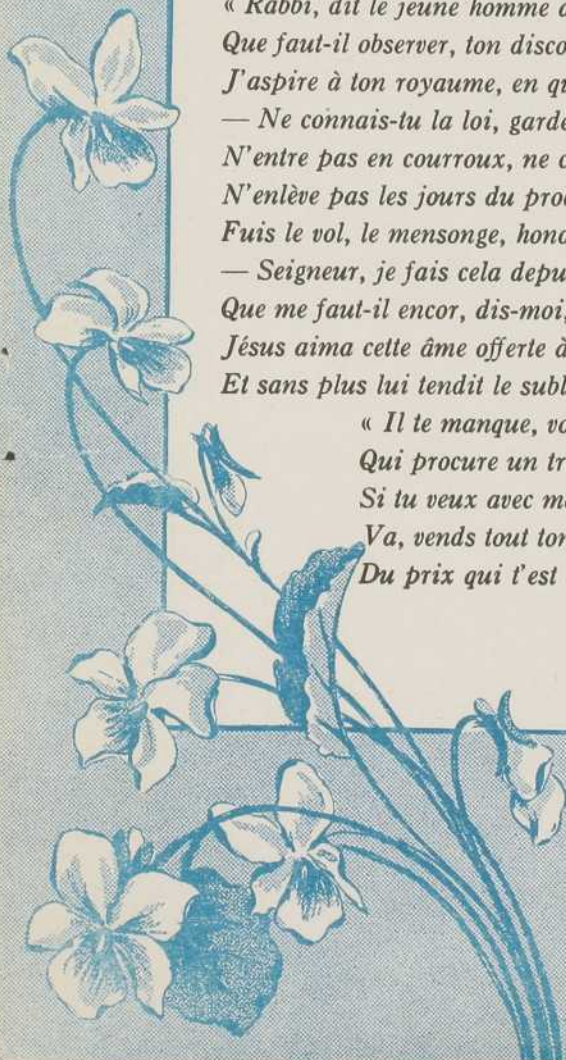 « Rabbi, dit le jeune homme
Que faut-il observer, ton disco
J'aspire à ton royaume, en qu
— Ne connais-tu la loi, garde
N'entre pas en courroux, ne
N'enlève pas les jours du pro
Fuis le vol, le mensonge, hono
— Seigneur, je fais cela depu
Que me faut-il encor, dis-moi,
Jésus aima cette âme offerte à
Et sans plus lui tendit le subl
« Il te manque, vo
Qui procure un tr
Si tu veux avec m
Va, vends tout ton
Du prix qui t'est